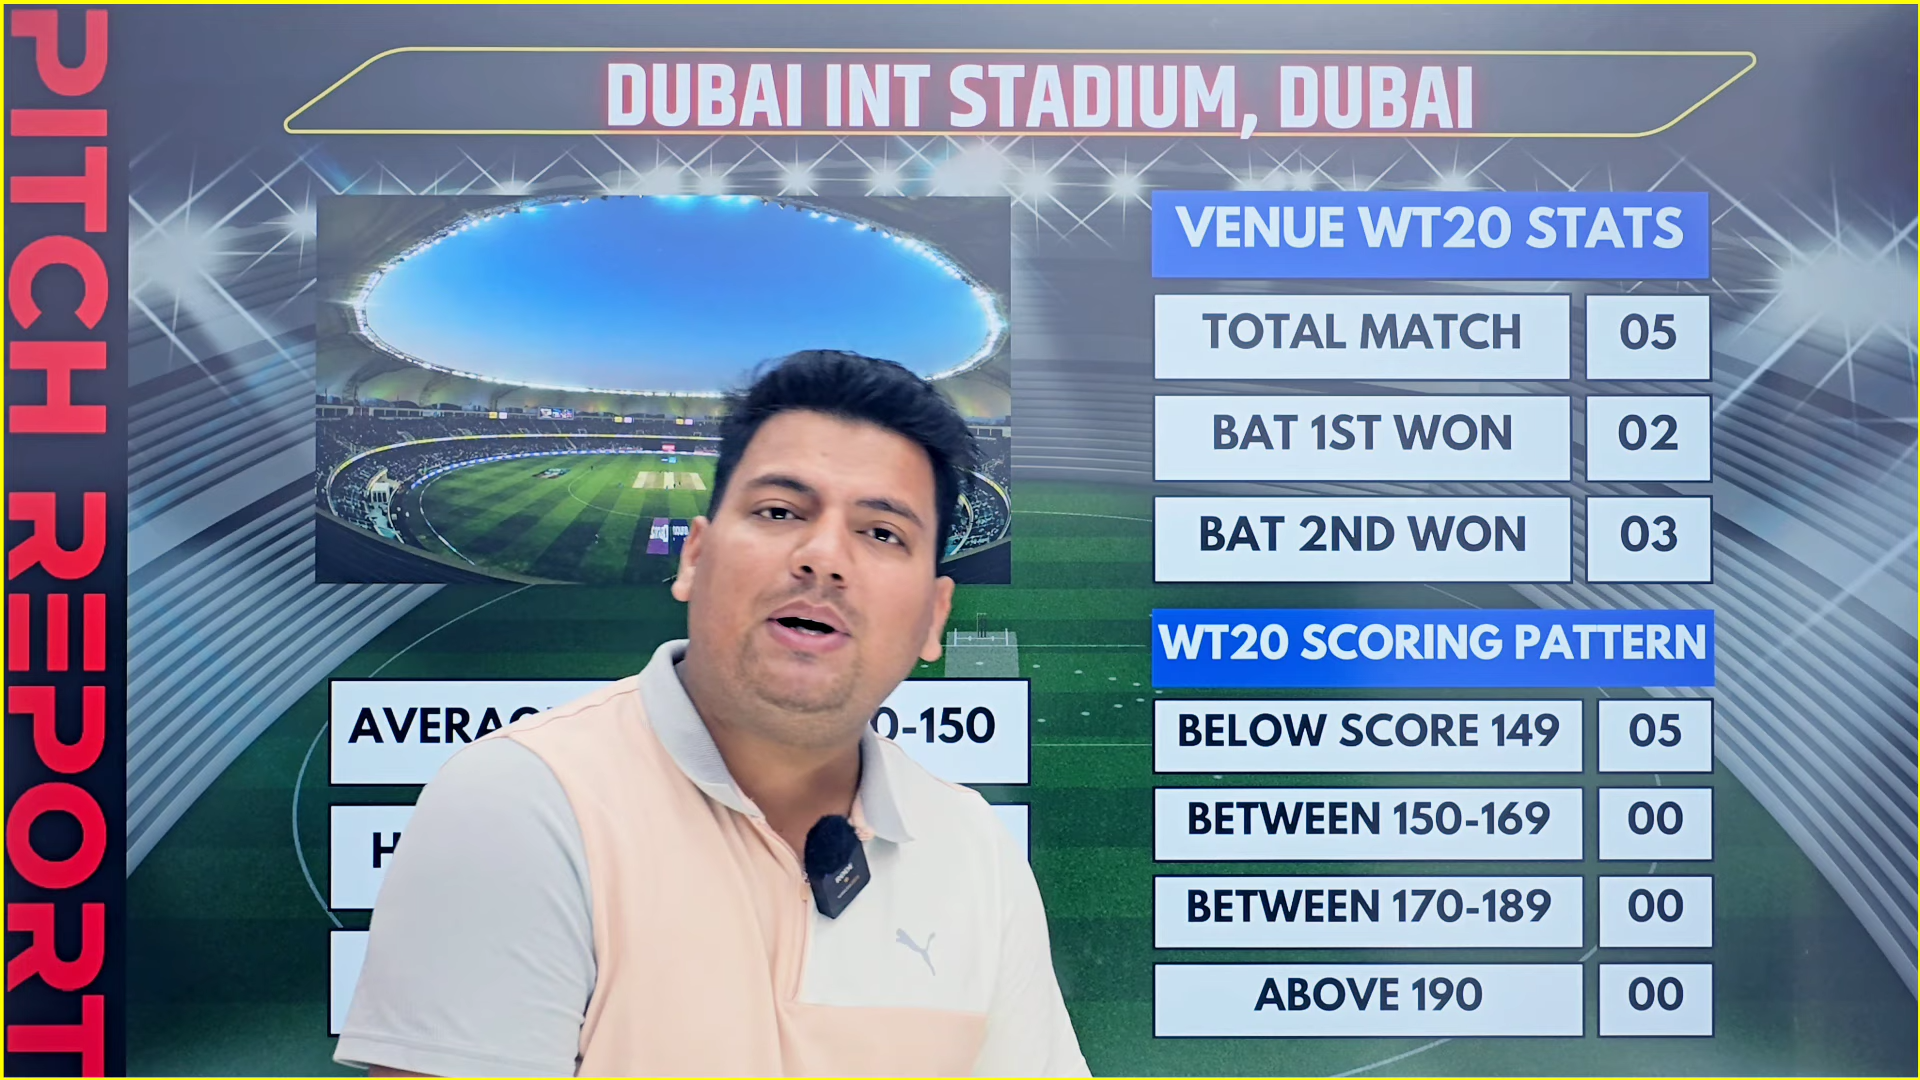 PITCH REPORT
DUBAI INT STADIUM, DUBAI
VENUE WT20 STATS
TOTAL MATCH 05
BAT 1ST WON 02
BAT 2ND WON 03
WT20 SCORING PATTERN
BELOW SCORE 149 05
BETWEEN 150-169 00
BETWEEN 170-189 00
ABOVE 190 00
0-150